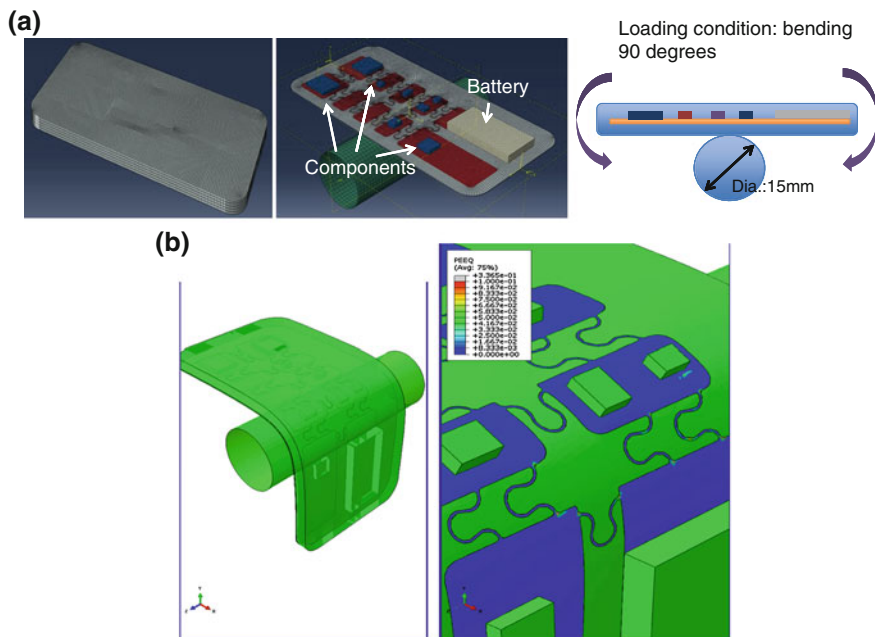 (a)
Battery
Components
Loading condition: bending
90 degrees
Dia.:15mm
(b)
PEEQ
(Avg: 75%)
+3.365e-01
+1.000e-01
+9.167e-02
+8.333e-02
+7.500e-02
+6.667e-02
+5.833e-02
+5.000e-02
+4.167e-02
+3.333e-02
+2.500e-02
+1.667e-02
+8.333e-03
+0.000e+00